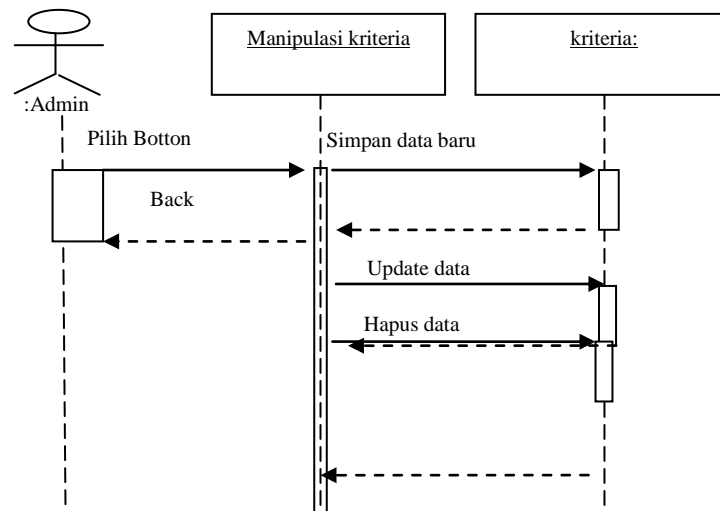 Manipulasi kriteria
kriteria:
:Admin
Pilih Botton
Simpan data baru
Back
Update data
Hapus data